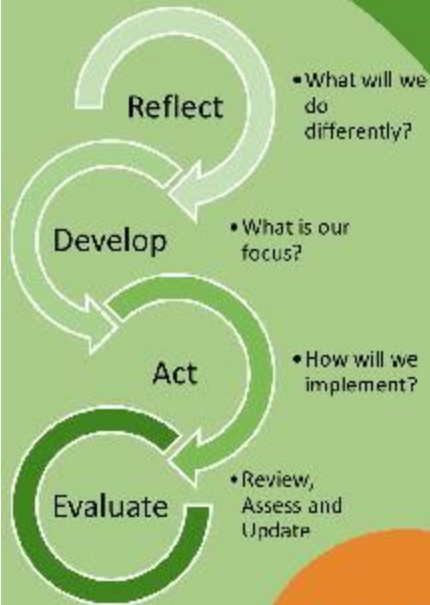 Reflect
• What will we
do
differently?
Develop
• What is our
focus?
Act
• How will we
implement?
Evaluate
• Review,
Assess and
Update